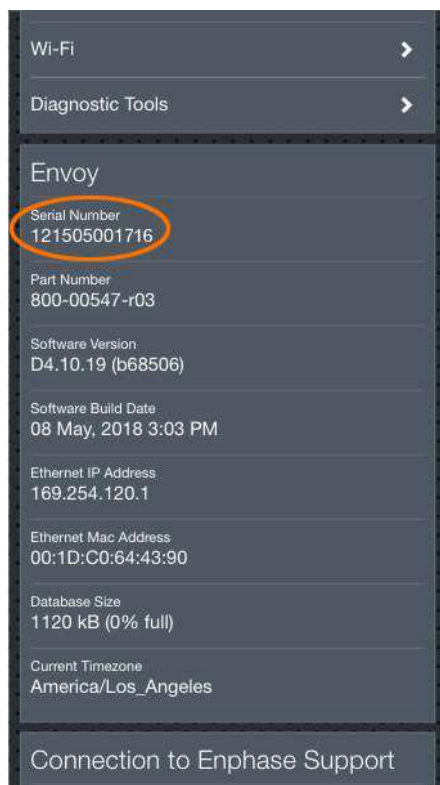 Wi-Fi
Diagnostic Tools
Envoy
Serial Number
121505001716
Part Number
800-00547-r03
Software Version
D4.10.19 (b68506)
Software Build Date
08 May, 2018 3:03 PM
Ethernet IP Address
169.254.120.1
Ethernet Mac Address
00:1D:C0:64:43:90
Database Size
1120 kB (0% full)
Current Timezone
America/Los_Angeles
Connection to Enphase Support